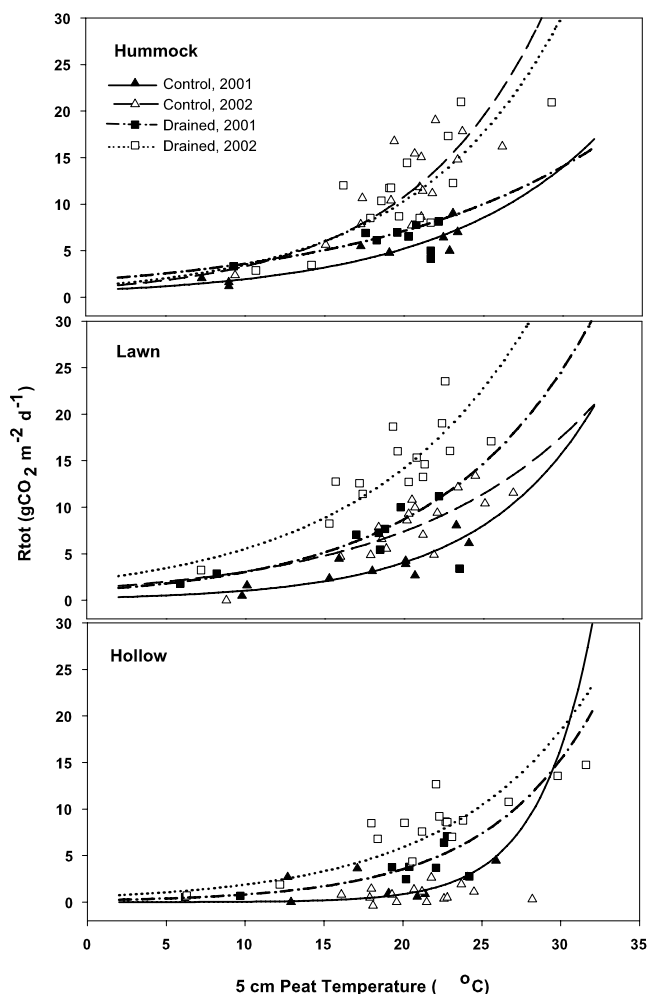 30
25
20
15
10
5
0
Hummock
Control, 2001
Control, 2002
Drained, 2001
Drained, 2002
30
25
20
15
10
5
0
Lawn
Rtot (gCO2 m-2 d-1)
30
25
20
15
10
5
0
Hollow
0 5 10 15 20 25 30 35
5 cm Peat Temperature ( oC)